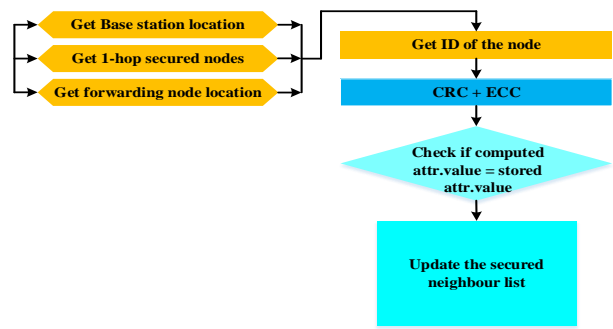 Get Base station location
Get 1-hop secured nodes
Get forwarding node location
Get ID of the node
CRC + ECC
Check if computed
attr.value = stored
attr.value
Update the secured
neighbour list